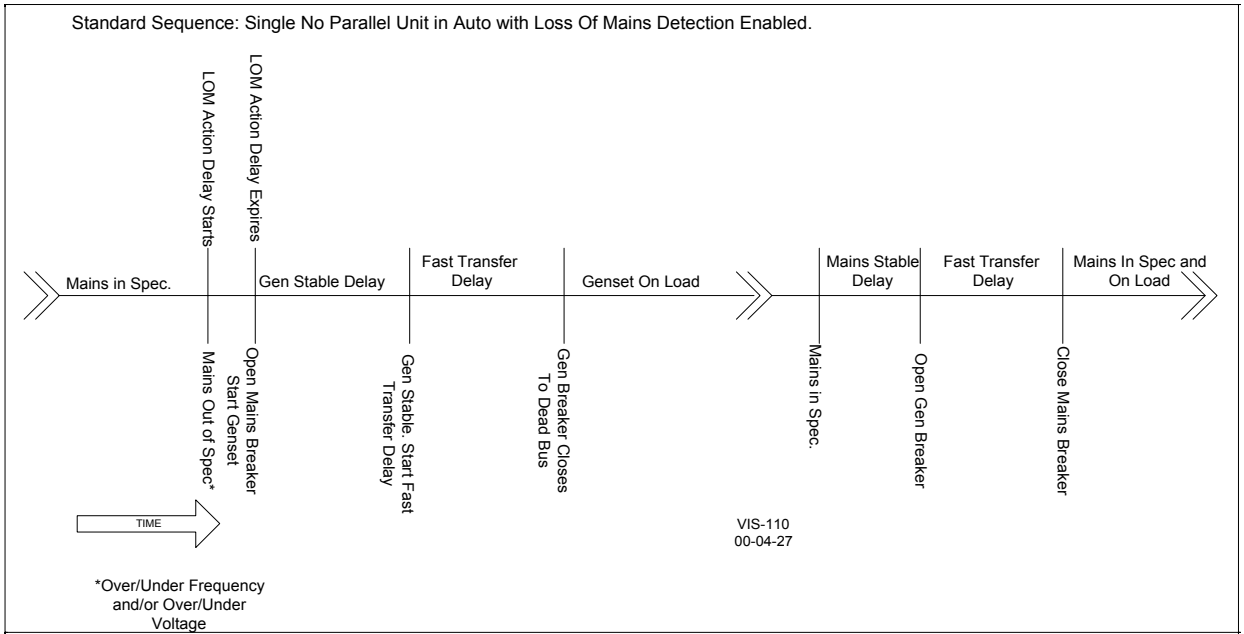 Standard Sequence: Single No Parallel Unit in Auto with Loss Of Mains Detection Enabled.
LOM Action Delay Starts
LOM Action Delay Expires
Mains in Spec.
Gen Stable Delay
Fast Transfer
Delay
Genset On Load
Mains Stable
Delay
Fast Transfer
Delay
Mains In Spec and
On Load
Mains Out of Spec*
Open Mains Breaker
Start Genset
Gen Stable. Start Fast
Transfer Delay
Gen Breaker Closes
To Dead Bus
Mains in Spec.
Open Gen Breaker
Close Mains Breaker
TIME
VIS-110
00-04-27
*Over/Under Frequency
and/or Over/Under
Voltage